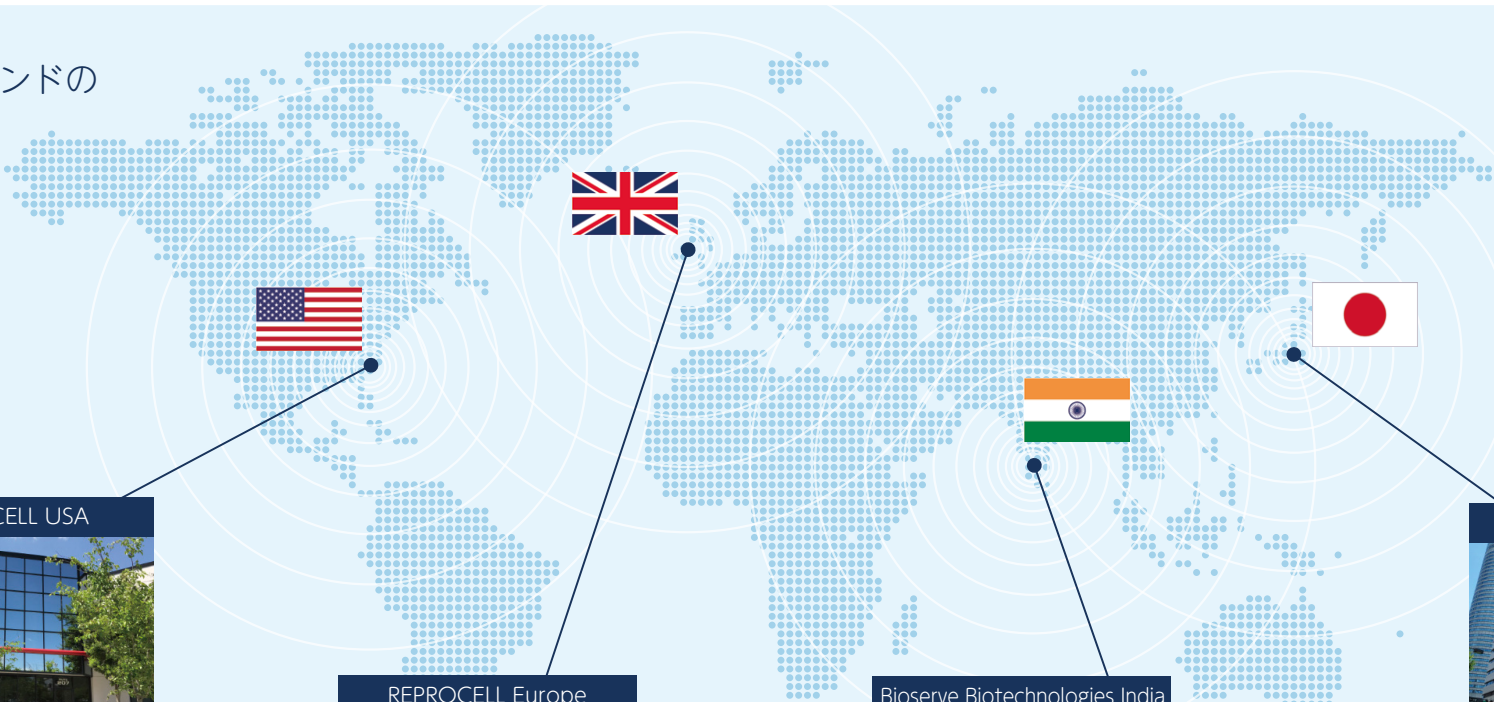 ンドの
CELL USA
REPROCELL Europe
Bioserve Biotechnologies India